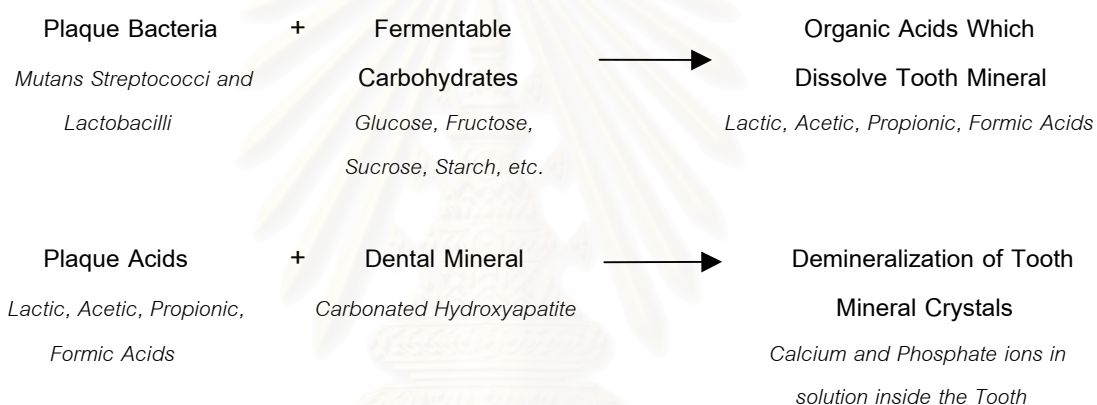 Plaque Bacteria + Fermentable Organic Acids Which
Mutans Streptococci and Carbohydrates Dissolve Tooth Mineral
Lactobacilli Glucose, Fructose, Lactic, Acetic, Propionic, Formic Acids
Sucrose, Starch, etc.
Plaque Acids + Dental Mineral Demineralization of Tooth
Lactic, Acetic, Propionic, Carbonated Hydroxyapatite Mineral Crystals
Formic Acids Calcium and Phosphate ions in
solution inside the Tooth